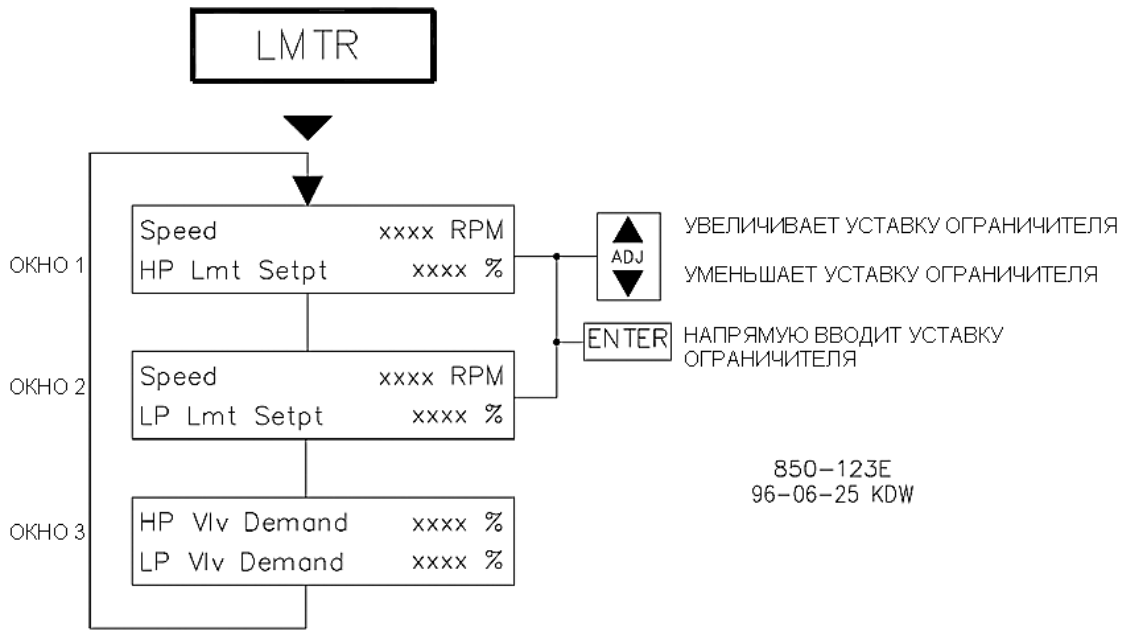 LMTR
ОКНО 1
Speed xxxx RPM
HP Lmt Setpt xxxx %
ADJ
УВЕЛИЧИВАЕТ УСТАВКУ ОГРАНИЧИТЕЛЯ
УМЕНЬШАЕТ УСТАВКУ ОГРАНИЧИТЕЛЯ
ENTER
НАПРЯМУЮ ВВОДИТ УСТАВКУ
ОГРАНИЧИТЕЛЯ
ОКНО 2
Speed xxxx RPM
LP Lmt Setpt xxxx %
ОКНО 3
HP Vlv Demand xxxx %
LP Vlv Demand xxxx %
850-123E
96-06-25 KDW